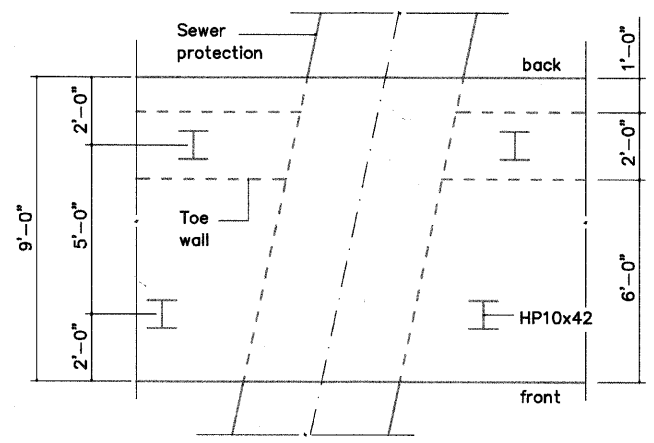 Sewer
protection
back
1'-0"
2'-0"
2'-0"
9'-0"
5'-0"
Toe
wall
6'-0"
2'-0"
HP10x42
front